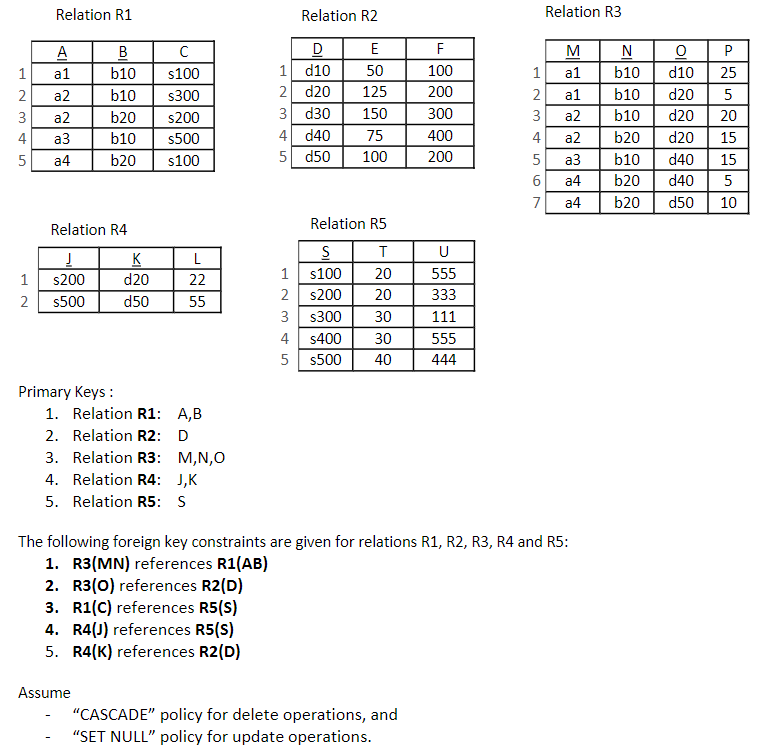 Relation R1
Relation R2
Relation R3
A B C
1 a1 b10 s100
2 a2 b10 s300
3 a2 b20 s200
4 a3 b10 s500
5 a4 b20 s100
D E F
1 d10 50 100
2 d20 125 200
3 d30 150 300
4 d40 75 400
5 d50 100 200
M N O P
1 a1 b10 d10 25
2 a1 b10 d20 5
3 a2 b10 d20 20
4 a2 b20 d20 15
5 a3 b10 d40 15
6 a4 b20 d40 5
7 a4 b20 d50 10
Relation R4
J K L
1 s200 d20 22
2 s500 d50 55
Relation R5
S T U
1 s100 20 555
2 s200 20 333
3 s300 30 111
4 s400 30 555
5 s500 40 444
Primary Keys :
1. Relation R1: A,B
2. Relation R2: D
3. Relation R3: M,N,O
4. Relation R4: J,K
5. Relation R5: S
The following foreign key constraints are given for relations R1, R2, R3, R4 and R5:
1. R3(MN) references R1(AB)
2. R3(O) references R2(D)
3. R1(C) references R5(S)
4. R4(J) references R5(S)
5. R4(K) references R2(D)
Assume
- “CASCADE” policy for delete operations, and
- “SET NULL” policy for update operations.